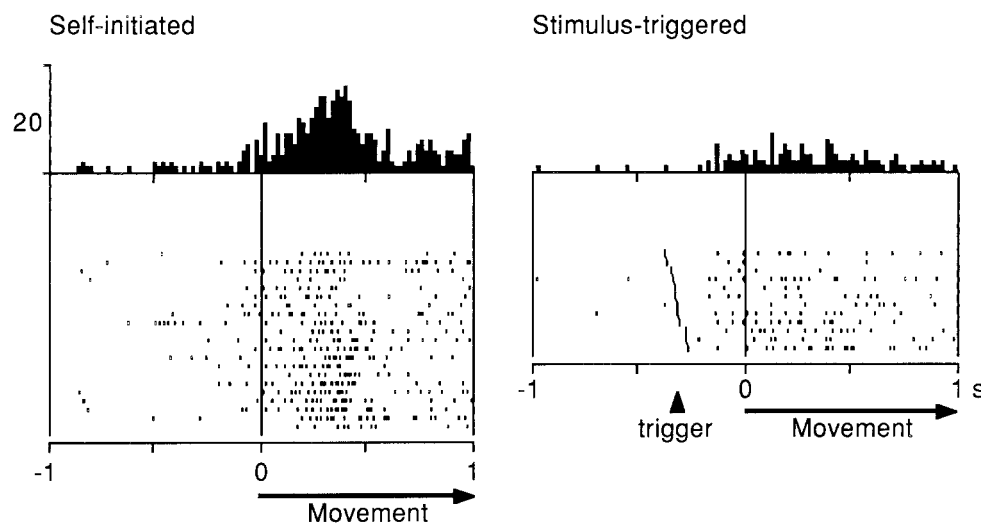 Self-initiated
Stimulus-triggered
20
-1 0 1
Movement
-1 0 1 s
trigger
Movement